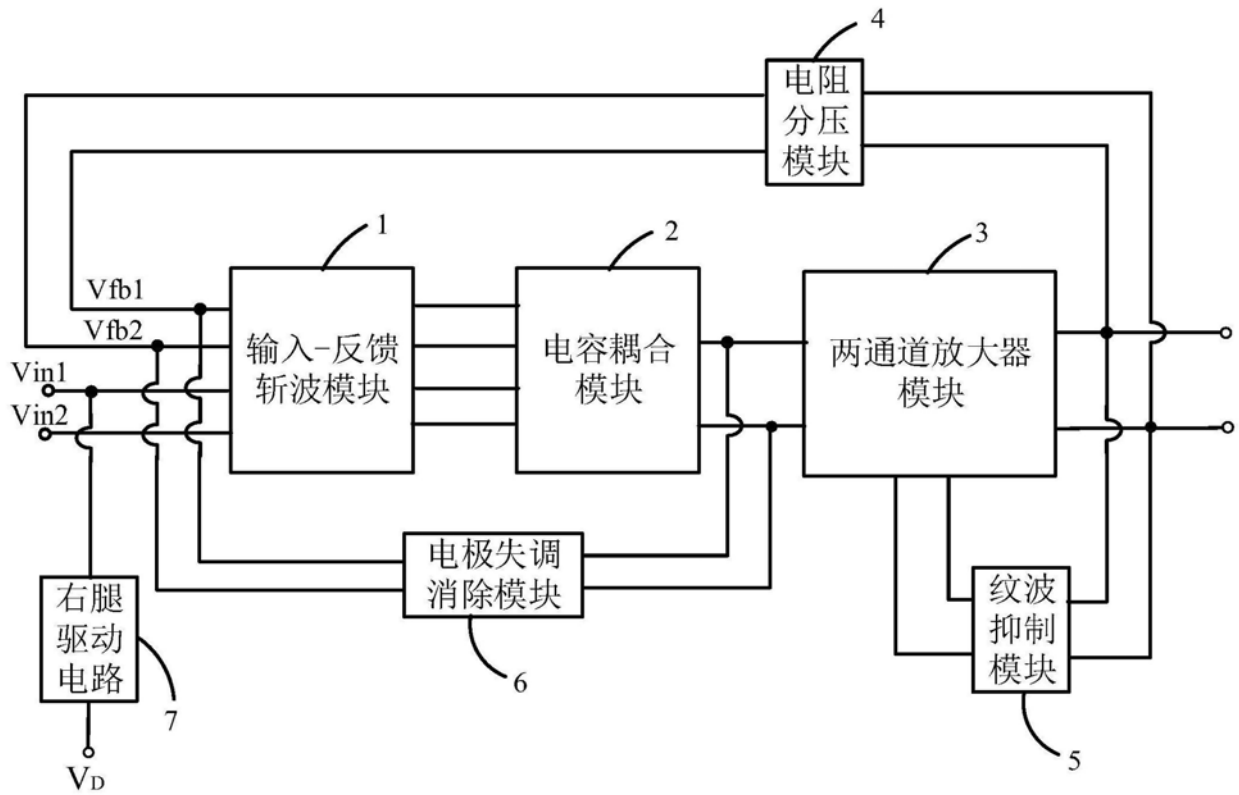 4
电阻
分压
模块
1
2
3
Vfb1
Vfb2
Vin1
Vin2
输入-反馈
斩波模块
电容耦合
模块
两通道放大器
模块
电极失调
消除模块
6
右腿
驱动
电路
7
V_D
纹波
抑制
模块
5